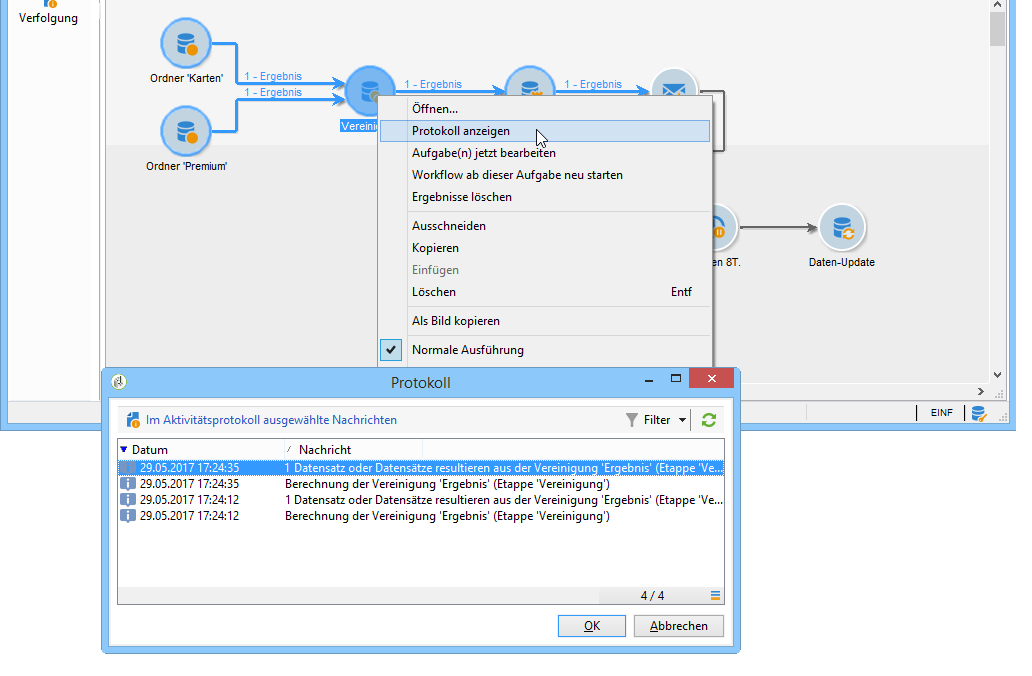 Verfolgung
Ordner 'Karten'
1 - Ergebnis
1 - Ergebnis
1 - Ergebnis
1 - Ergebnis
Ordner 'Premium'
Öffnen...
Protokoll anzeigen
Aufgabe(n) jetzt bearbeiten
Workflow ab dieser Aufgabe neu starten
Ergebnisse löschen
Ausschneiden
Kopieren
Einfügen
Löschen Entf
Als Bild kopieren
Normale Ausführung
8T.
Daten-Update
EINF
Protokoll
Im Aktivitätsprotokoll ausgewählte Nachrichten
Filter
Datum Nachricht
29.05.2017 17:24:35 1 Datensatz oder Datensätze resultieren aus der Vereinigung 'Ergebnis' (Etappe 'Ve...
29.05.2017 17:24:35 Berechnung der Vereinigung 'Ergebnis' (Etappe 'Vereinigung')
29.05.2017 17:24:12 1 Datensatz oder Datensätze resultieren aus der Vereinigung 'Ergebnis' (Etappe 'Ve...
29.05.2017 17:24:12 Berechnung der Vereinigung 'Ergebnis' (Etappe 'Vereinigung')
4 / 4
OK
Abbrechen